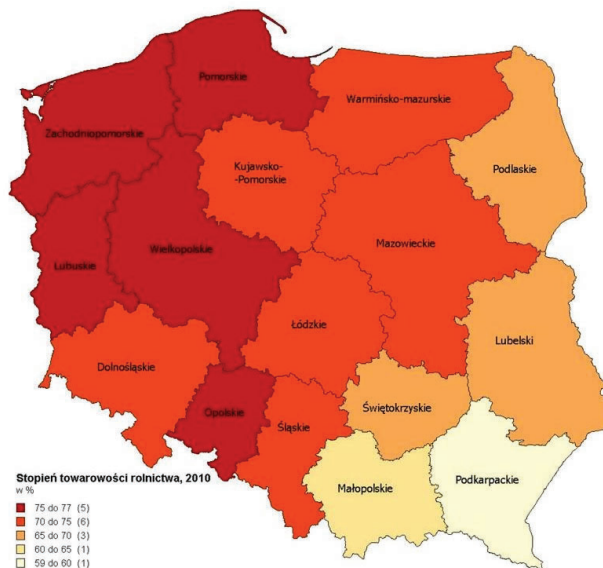 Pomorskie
Warmińsko-mazurskie
Zachodniopomorskie
Kujawsko-
-Pomorskie
Podlaskie
Wielkopolskie
Mazowieckie
Lubuskie
Łódzkie
Lubelski
Dolnośląskie
Opolskie
Śląskie
Świętokrzyskie
Małopolskie
Podkarpackie
Stopień towarowości rolnictwa, 2010
w %
75 do 77 (5)
70 do 75 (6)
65 do 70 (3)
60 do 65 (1)
59 do 60 (1)